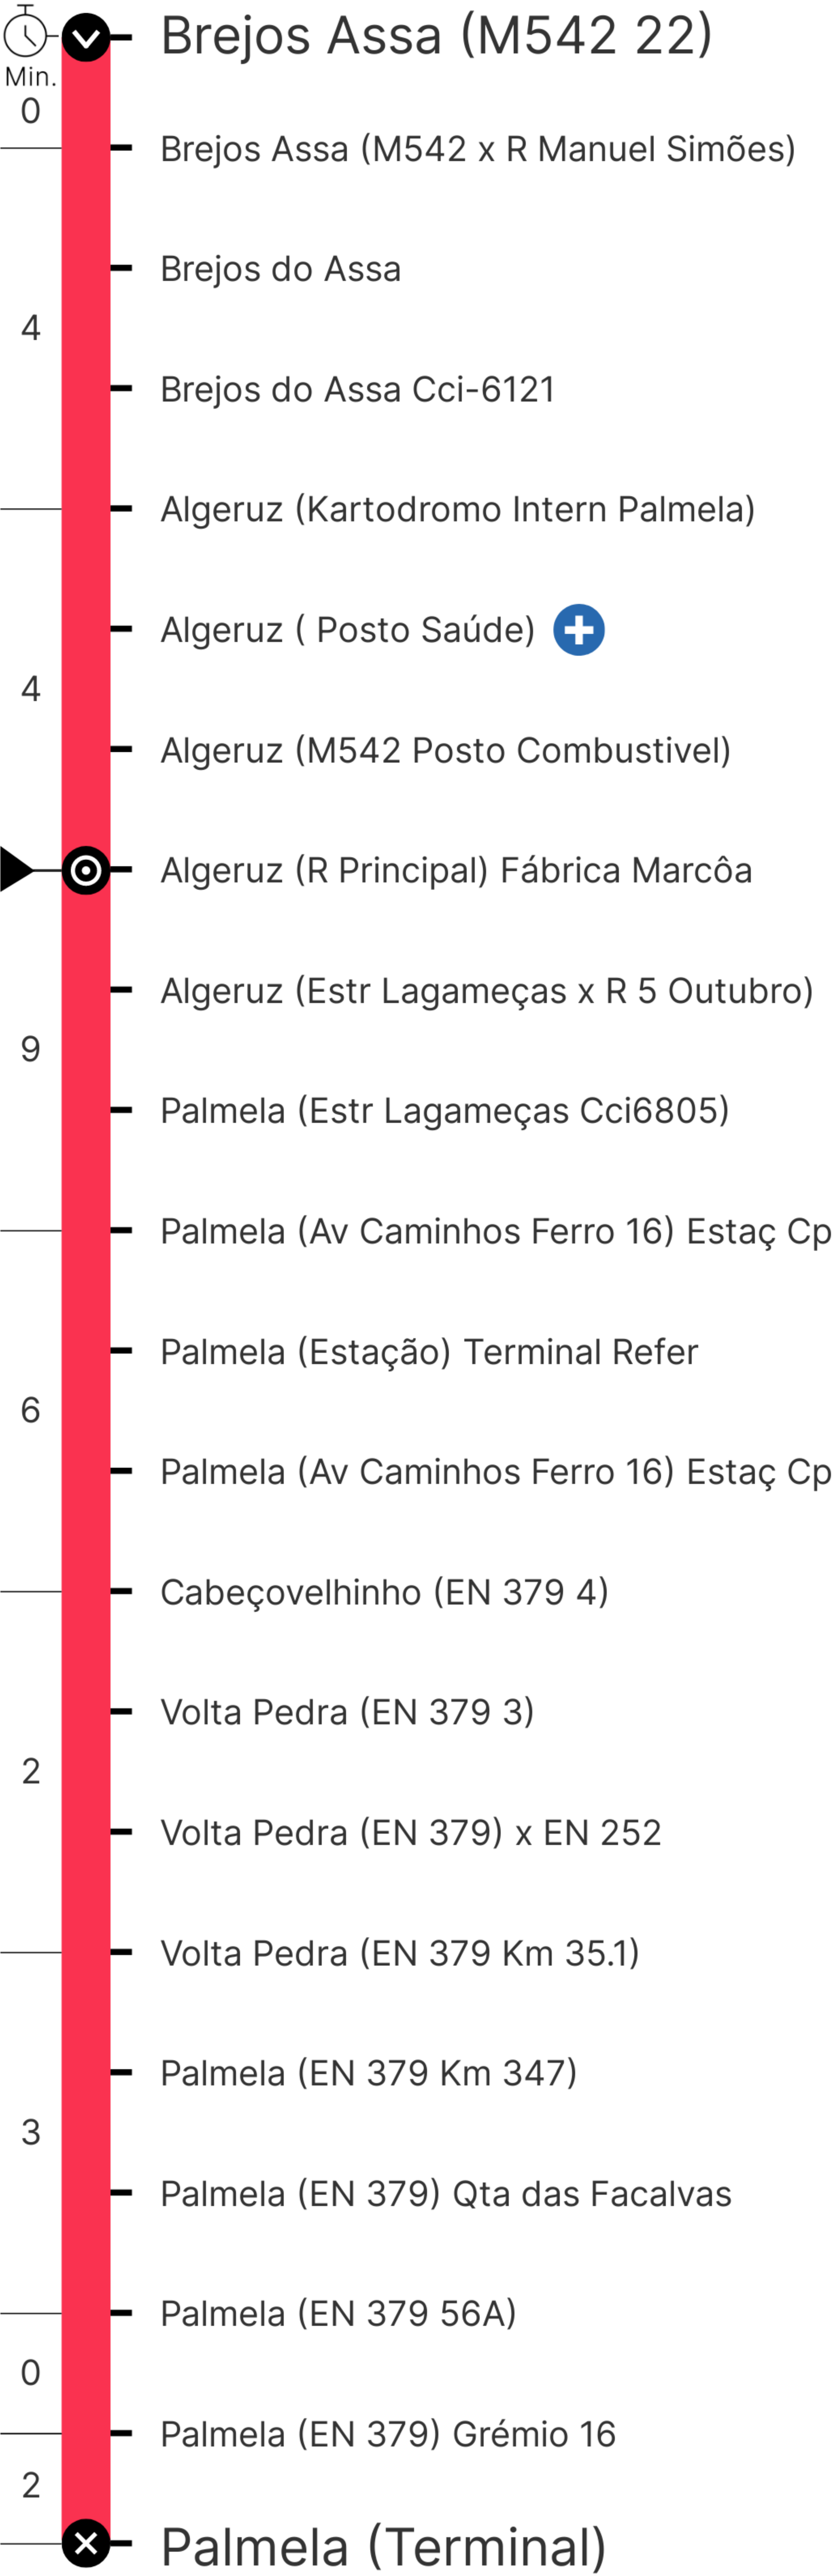 Brejos Assa (M542 22)
Min.
0
Brejos Assa (M542 x R Manuel Simões)
Brejos do Assa
4
Brejos do Assa Cci-6121
Algeruz (Kartodromo Intern Palmela)
Algeruz ( Posto Saúde)
4
Algeruz (M542 Posto Combustivel)
Algeruz (R Principal) Fábrica Marcôa
Algeruz (Estr Lagameças x R 5 Outubro)
9
Palmela (Estr Lagameças Cci6805)
Palmela (Av Caminhos Ferro 16) Estaç Cp
Palmela (Estação) Terminal Refer
6
Palmela (Av Caminhos Ferro 16) Estaç Cp
Cabeçovelhinho (EN 379 4)
Volta Pedra (EN 379 3)
2
Volta Pedra (EN 379) x EN 252
Volta Pedra (EN 379 Km 35.1)
Palmela (EN 379 Km 347)
3
Palmela (EN 379) Qta das Facalvas
Palmela (EN 379 56A)
0
Palmela (EN 379) Grémio 16
2
Palmela (Terminal)